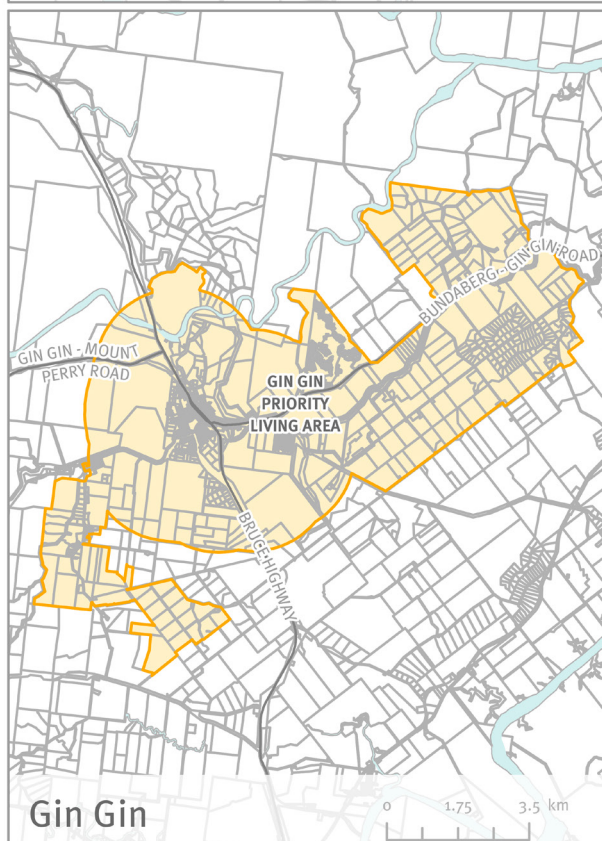 BUNDABERG - GIN GIN ROAD
GIN GIN - MOUNT
PERRY ROAD
GIN GIN
PRIORITY
LIVING AREA
BRUCE HIGHWAY
Gin Gin
0 1.75 3.5 km